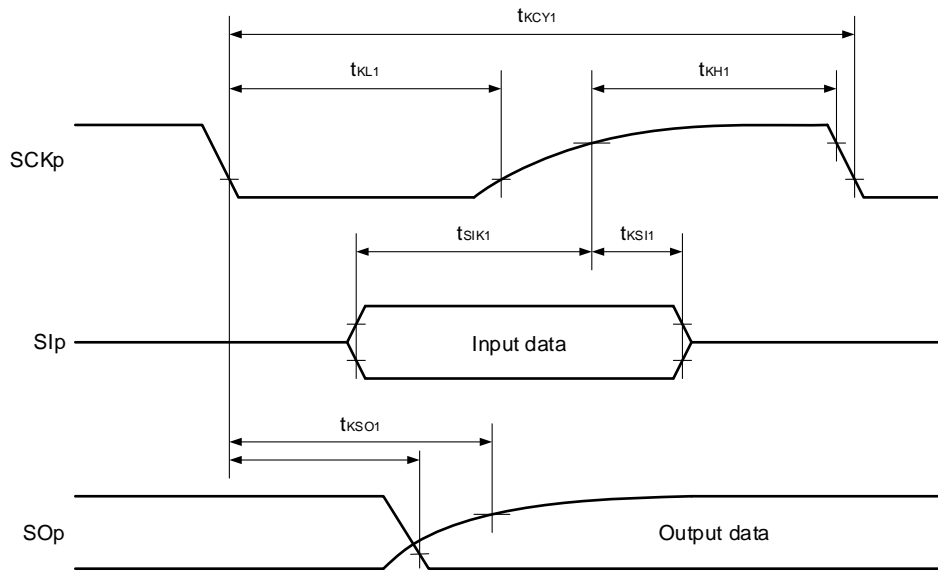 tKCY1
tKL1
tKH1
SCKp
tSIK1
tKSI1
SIp
Input data
tKSO1
SOp
Output data